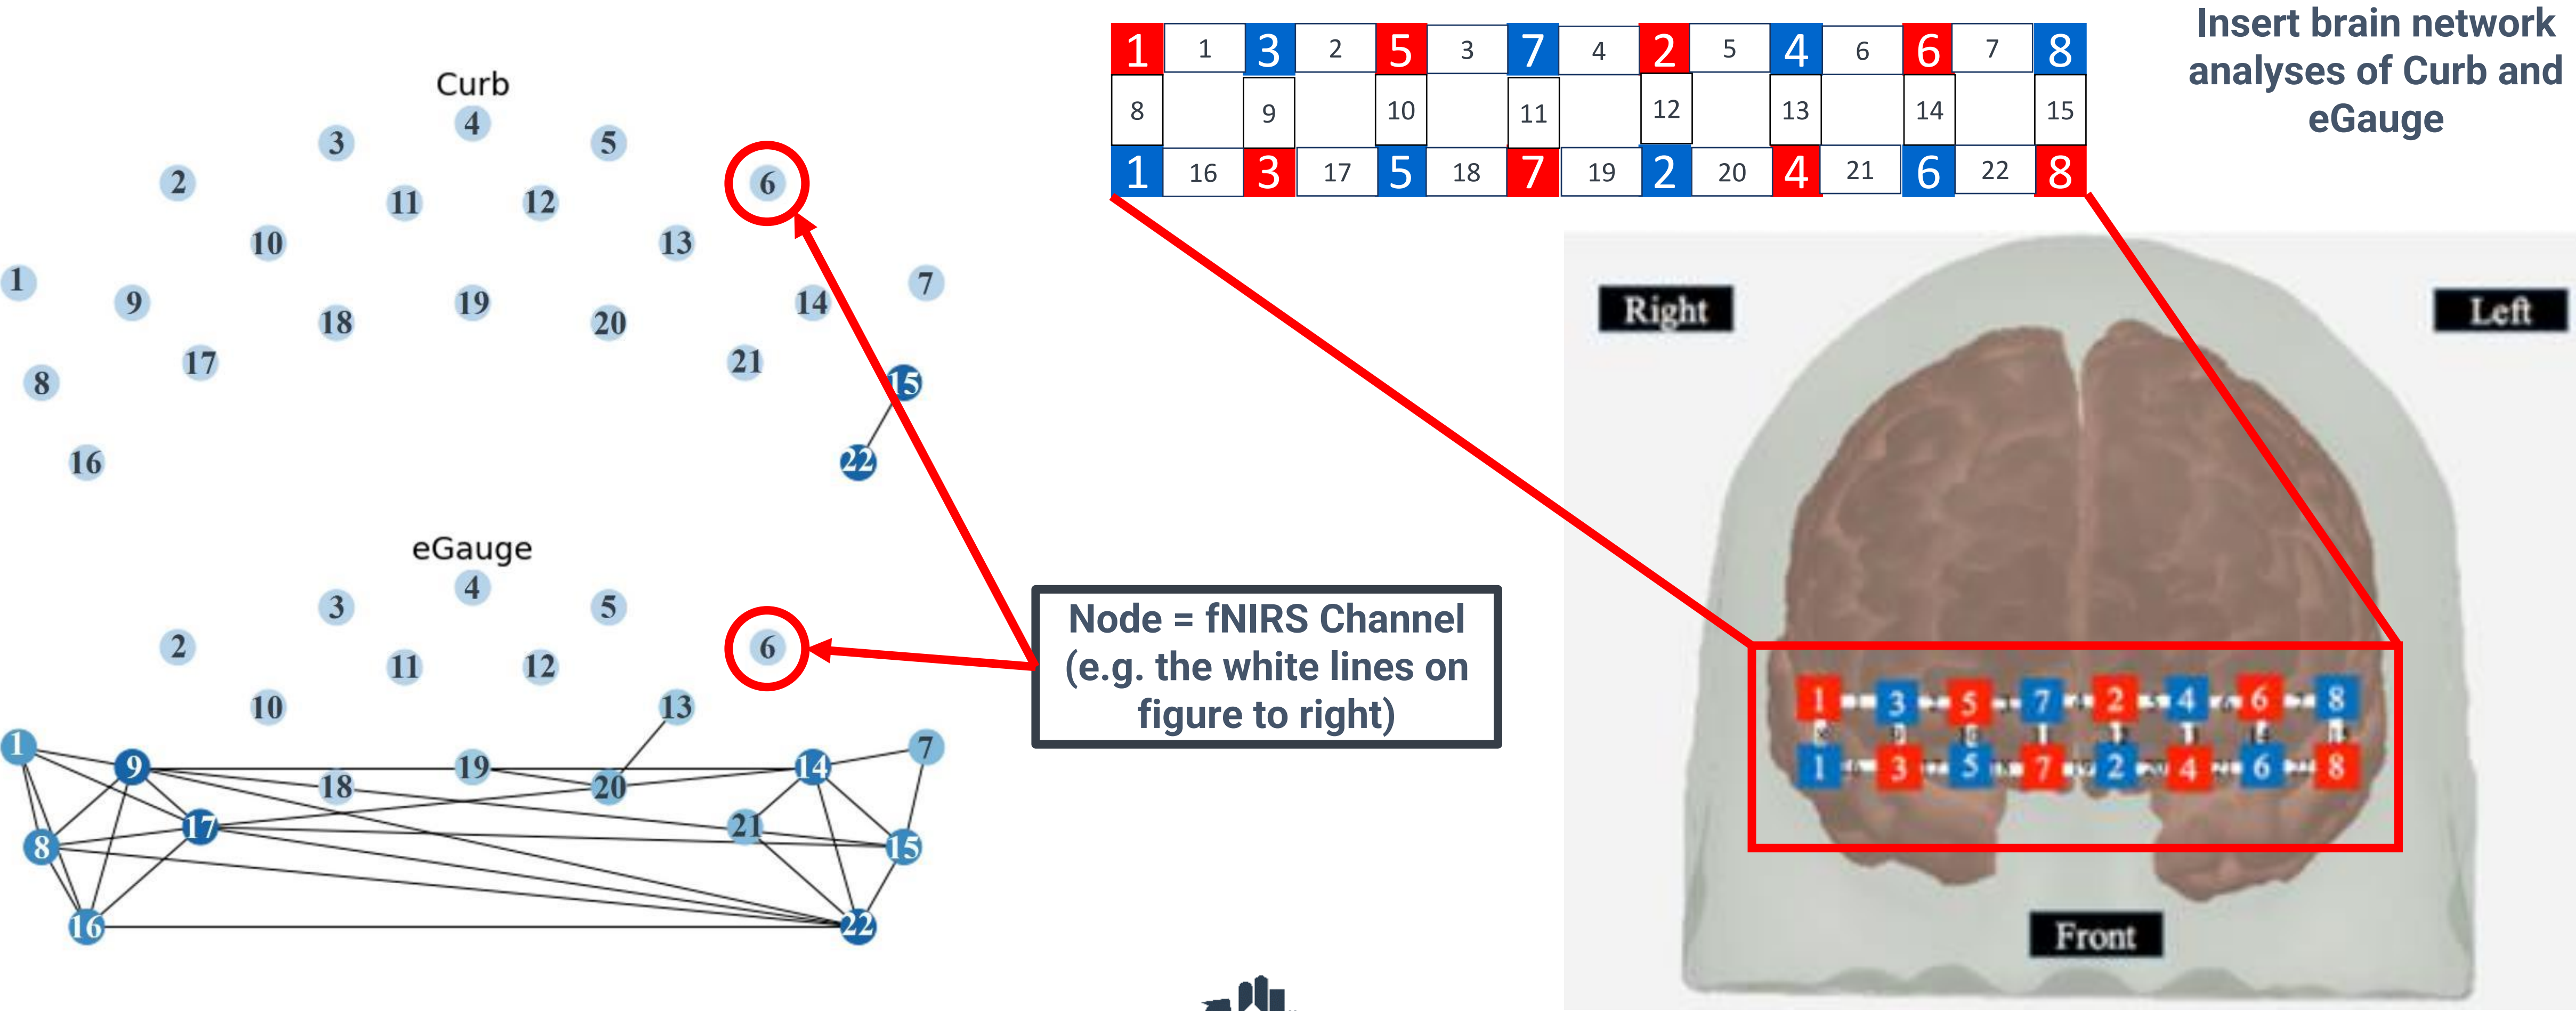 Insert brain network
analyses of Curb and
eGauge
1 1 3 2 5 3 7 4 2 5 4 6 6 7 8
8 9 10 11 12 13 14 15
1 16 3 17 5 18 7 19 2 20 4 21 6 22 8
Curb
4
3 5
2 6
11 12
10 13
1 7
9 19 14
18 20
17 21
8 15
16 22
eGauge
4
3 5
2 6
11 12
10 13
1 7
9 19 14
18 20
17 21
8 15
16 22
Node = fNIRS Channel
(e.g. the white lines on
figure to right)
Right Left
1 3 5 7 2 4 6 8
1 3 5 7 2 4 6 8
Front